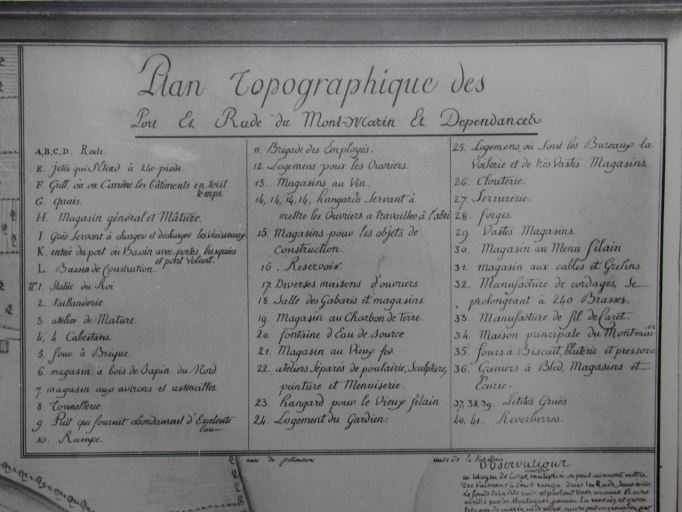 Plan Topographique des
Port Et Rade du Mont-Marin Et Dependances
A,B,C,D. Rade.
E. jetée qui S'Etend à 240 pieds.
F. Grill, où on Carène les bâtiments en tout temps.
G. Quais.
H. Magasin général et Mâture.
I. Grüe Servant à charger et décharger les Vaisseaux
K. entrée du port ou Bassin avec portes busquées et pont Volant.
L. Bassin de Construction.
N.º 1. Statüe du Roi
2.
3. atelier de Mature.
4. 4 Cabestans.
5. four à Brique
6. magasin à bois de Sapin du Nord
7. magasin aux avirons et ustencilles.
8. Tonnellerie.
9. Puit qui fournit abondament d'Excelente Eau.
10. Rampe.
11. Brigade des Employés.
12. Logemens pour les Ouvriers.
13. Magasins au Vin.
14, 14, 14, 14, hangards Servant à
mettre les Ouvriers a travailler à l'abri
15. Magasins pour les objets de
Construction.
16. Reservoir.
17. Diverses maisons d'ouvriers
18. Salle des Gabaris et magasins.
19. Magasin au Charbon de Terre.
20. fontaine d'Eau de Source
21. Magasin au Vieux fer
22. ateliers Séparés de poulairie, Sculpture,
peinture et Menuiserie.
23. hangard pour le Vieux filain
24. Logement du Gardien:
25. Logemens, où Sont les Bureaux la
Voilerie et de très Vastes Magasins.
26. Clouterie.
27. Serrurerie.
28. forges.
29. Vastes Magasins.
30. Magasin au Menu filain
31. magasin aux cables et Grelins
32. Manufacture de cordages, Se
prolongeant à 240 Brasses.
33. Manufacture de fil de Caret.
34. Maison principale du Montmarin
35. fours a Biscuit, bluterie et pressoir
36. Greniers à Bled, Magasins et
Ecurie.
37, 38, 39. Petites Grües
40, 41. Reverberres.
Observation